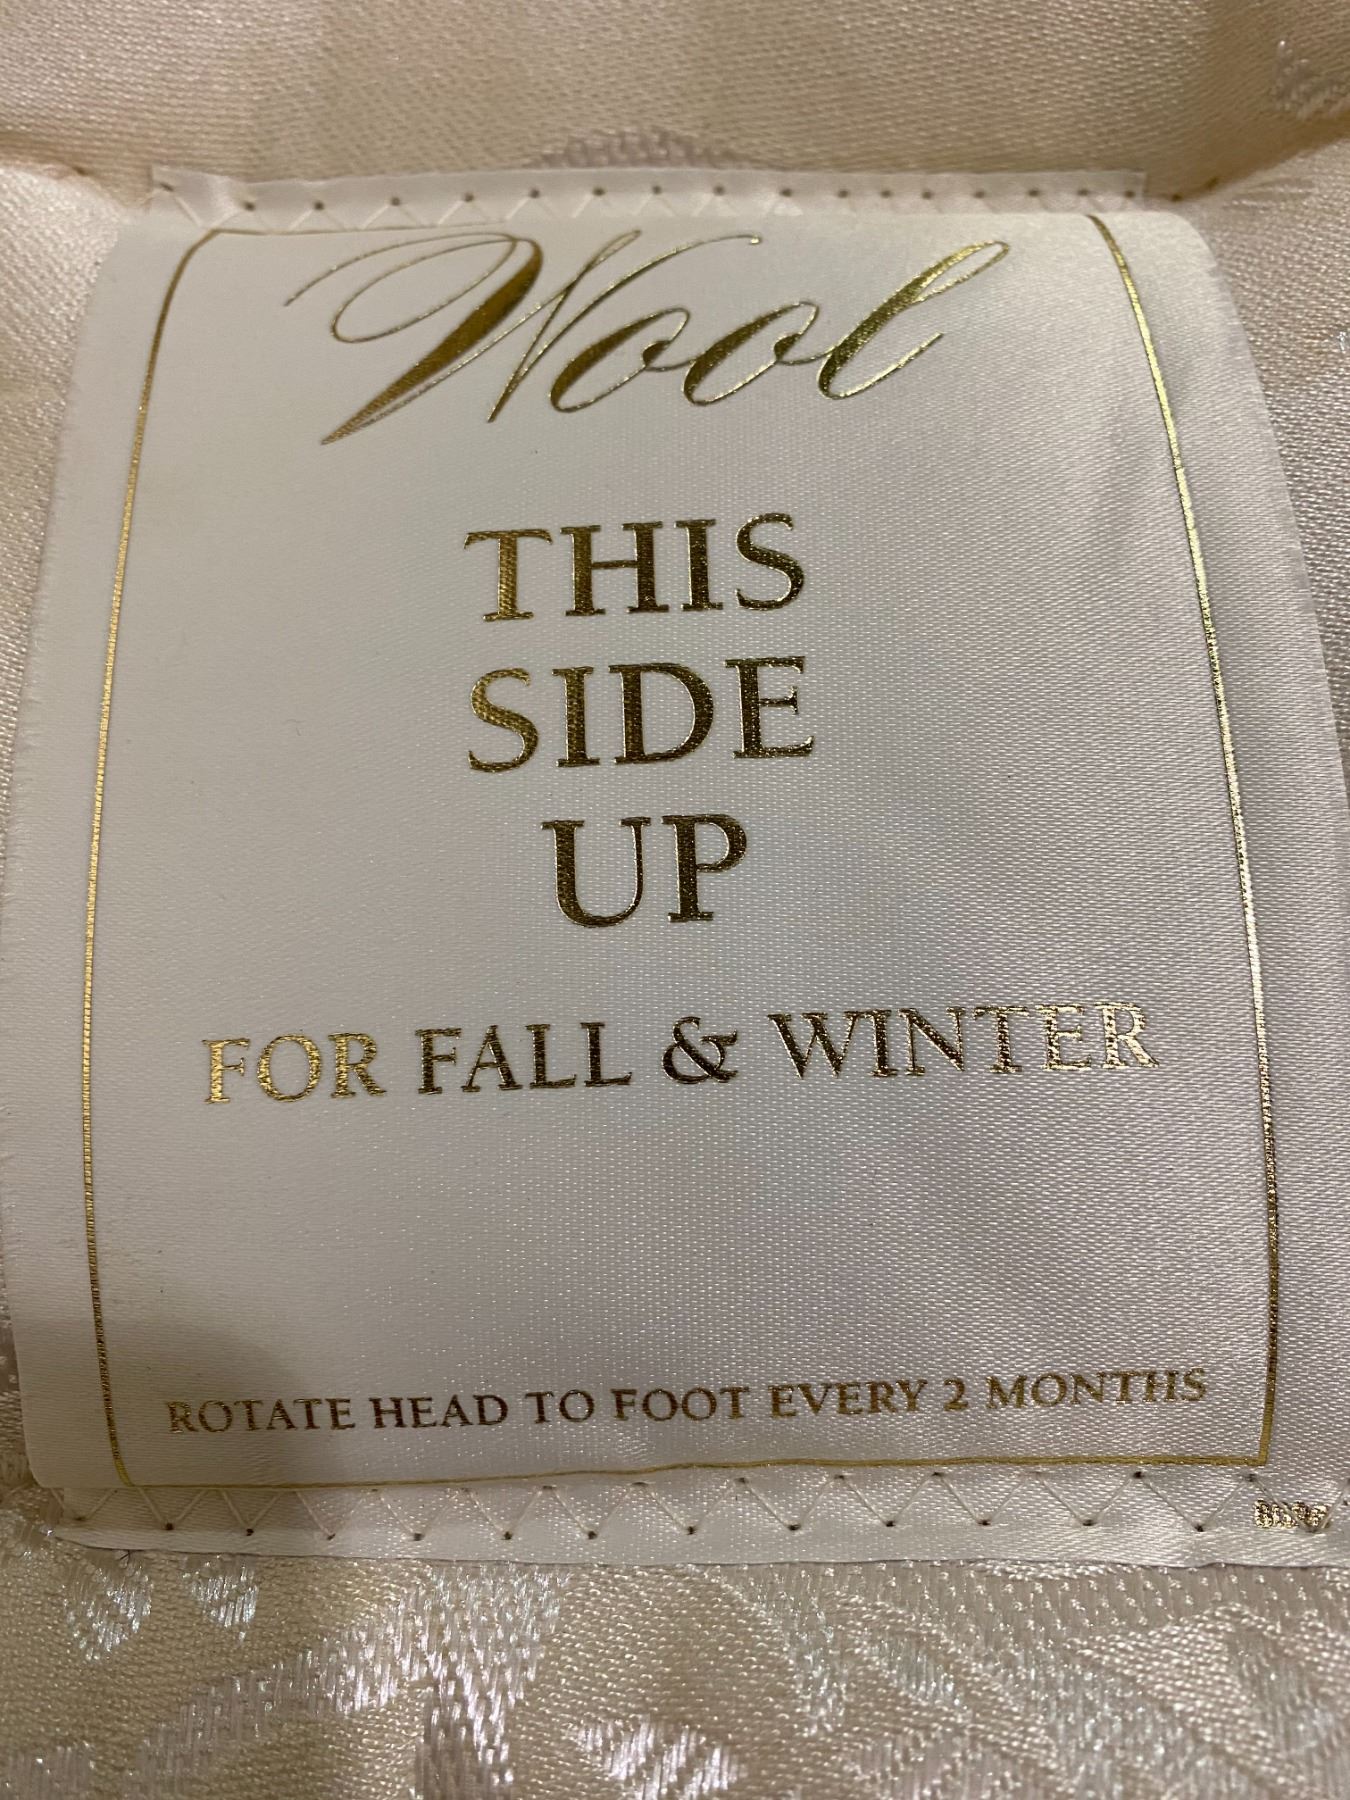 Wool
THIS
SIDE
UP
FOR FALL & WINTER
ROTATE HEAD TO FOOT EVERY 2 MONTHS